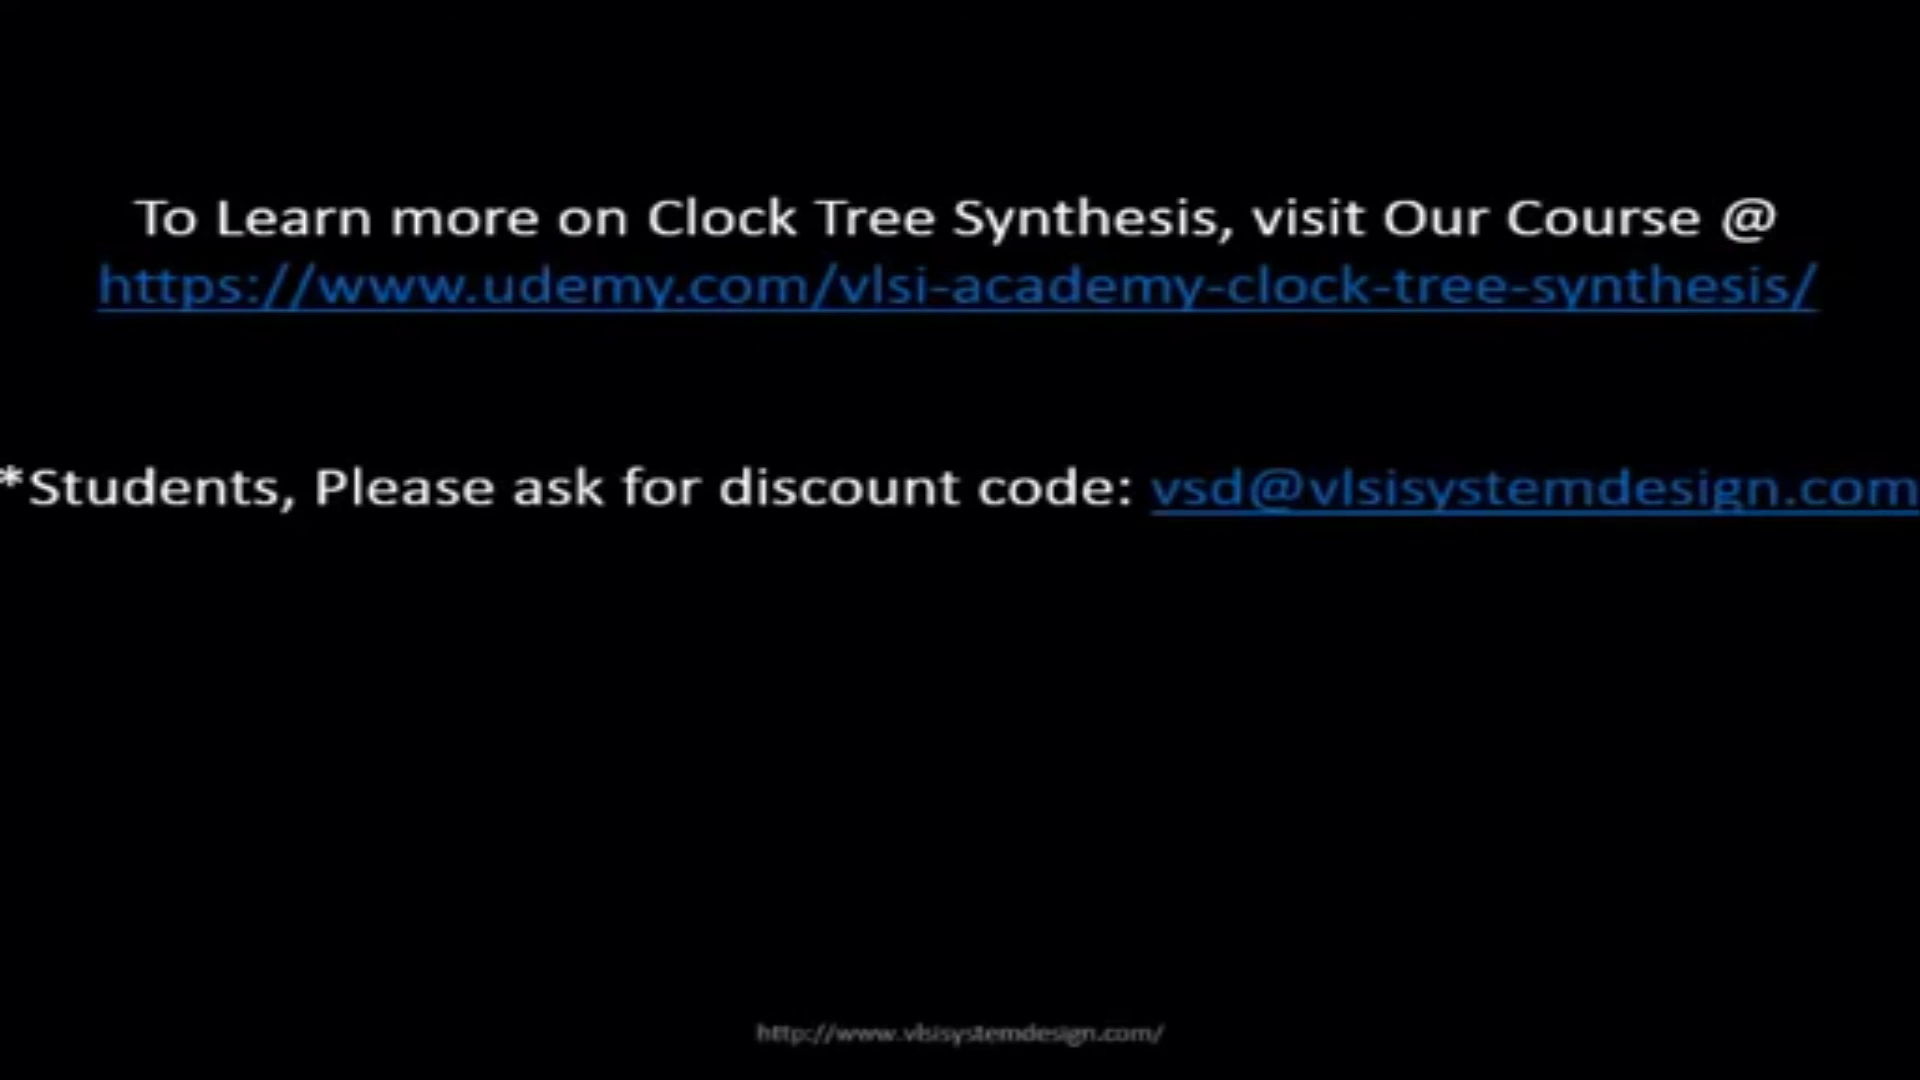 To Learn more on Clock Tree Synthesis, visit Our Course @
https://www.udemy.com/vlsi-academy-clock-tree-synthesis/
*Students, Please ask for discount code: vsd@vlsisystemdesign.com
http://www.vlsisystemdesign.com/